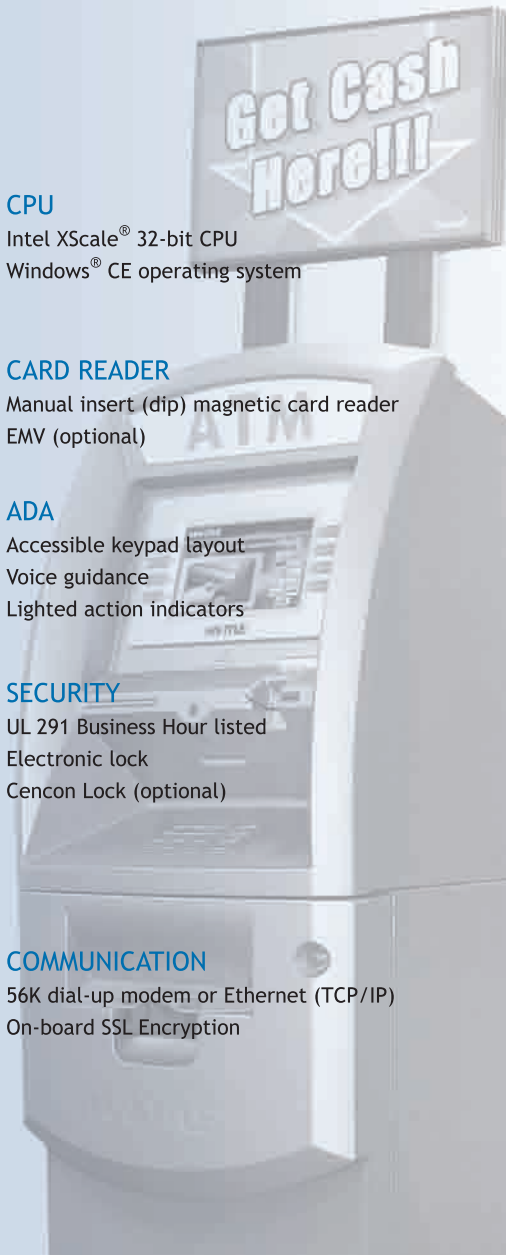 Get Cash
Here!!!
CPU
Intel XScale® 32-bit CPU
Windows® CE operating system
CARD READER
Manual insert (dip) magnetic card reader
EMV (optional)
ATM
ADA
Accessible keypad layout
Voice guidance
Lighted action indicators
SECURITY
UL 291 Business Hour listed
Electronic lock
Cencon Lock (optional)
COMMUNICATION
56K dial-up modem or Ethernet (TCP/IP)
On-board SSL Encryption